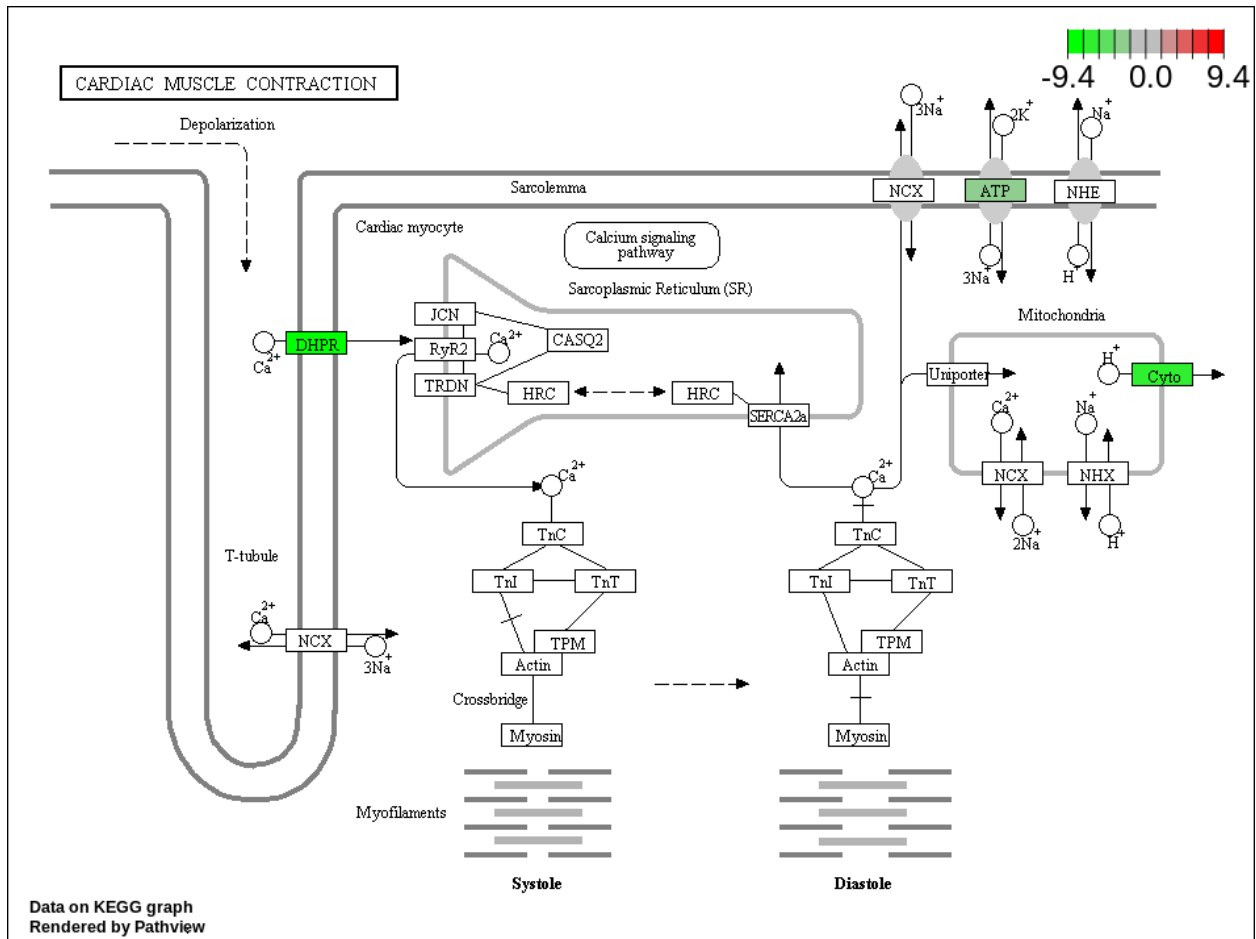 CARDIAC MUSCLE CONTRACTION
-9.4 0.0 9.4
Depolarization
3Na+
2K+
Na+
Sarcolemma
NCX
ATP
NHE
Cardiac myocyte
Calcium signaling
pathway
3Na+
H+
Sarcoplasmic Reticulum (SR)
Mitochondria
JCN
Ca2+
DHPR
RyR2
Ca2+
CASQ2
TRDN
HRC
HRC
SERCA2a
Uniporter
H+
Cyto
Ca2+
Na+
NCX
NHX
2Na+
H+
Ca2+
Ca2+
TnC
TnC
T-tubule
TnI
TnT
TnI
TnT
Ca2+
NCX
3Na+
TPM
TPM
Actin
Actin
Crossbridge
Myosin
Myosin
Myofilaments
Systole
Diastole
Data on KEGG graph
Rendered by Pathview